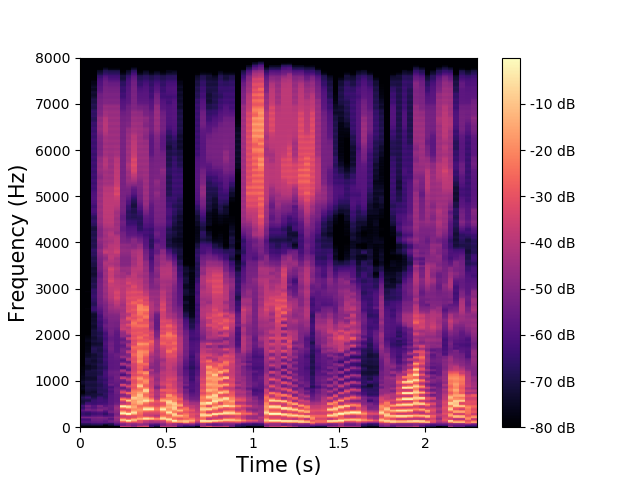 8000
7000
6000
5000
4000
3000
2000
1000
0
Frequency (Hz)
0 0.5 1 1.5 2
Time (s)
-10 dB
-20 dB
-30 dB
-40 dB
-50 dB
-60 dB
-70 dB
-80 dB